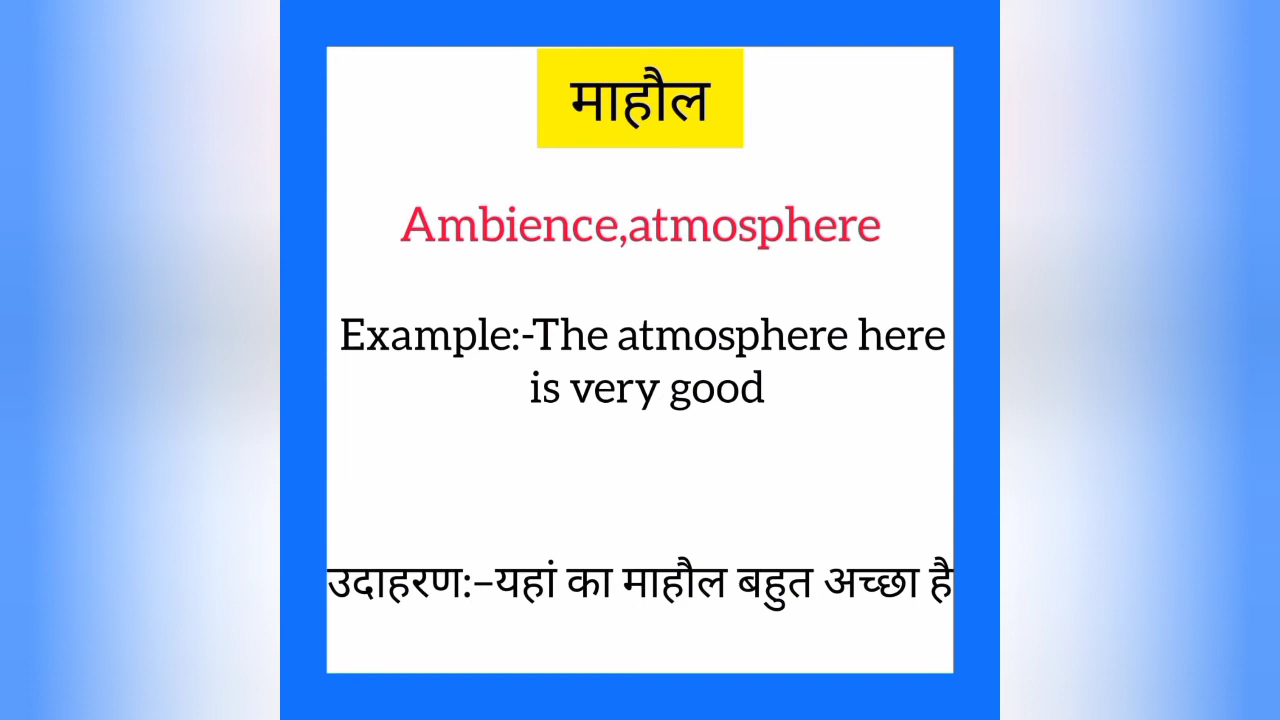 माहौल
Ambience,atmosphere
Example:-The atmosphere here
is very good
उदाहरण:–यहां का माहौल बहुत अच्छा है